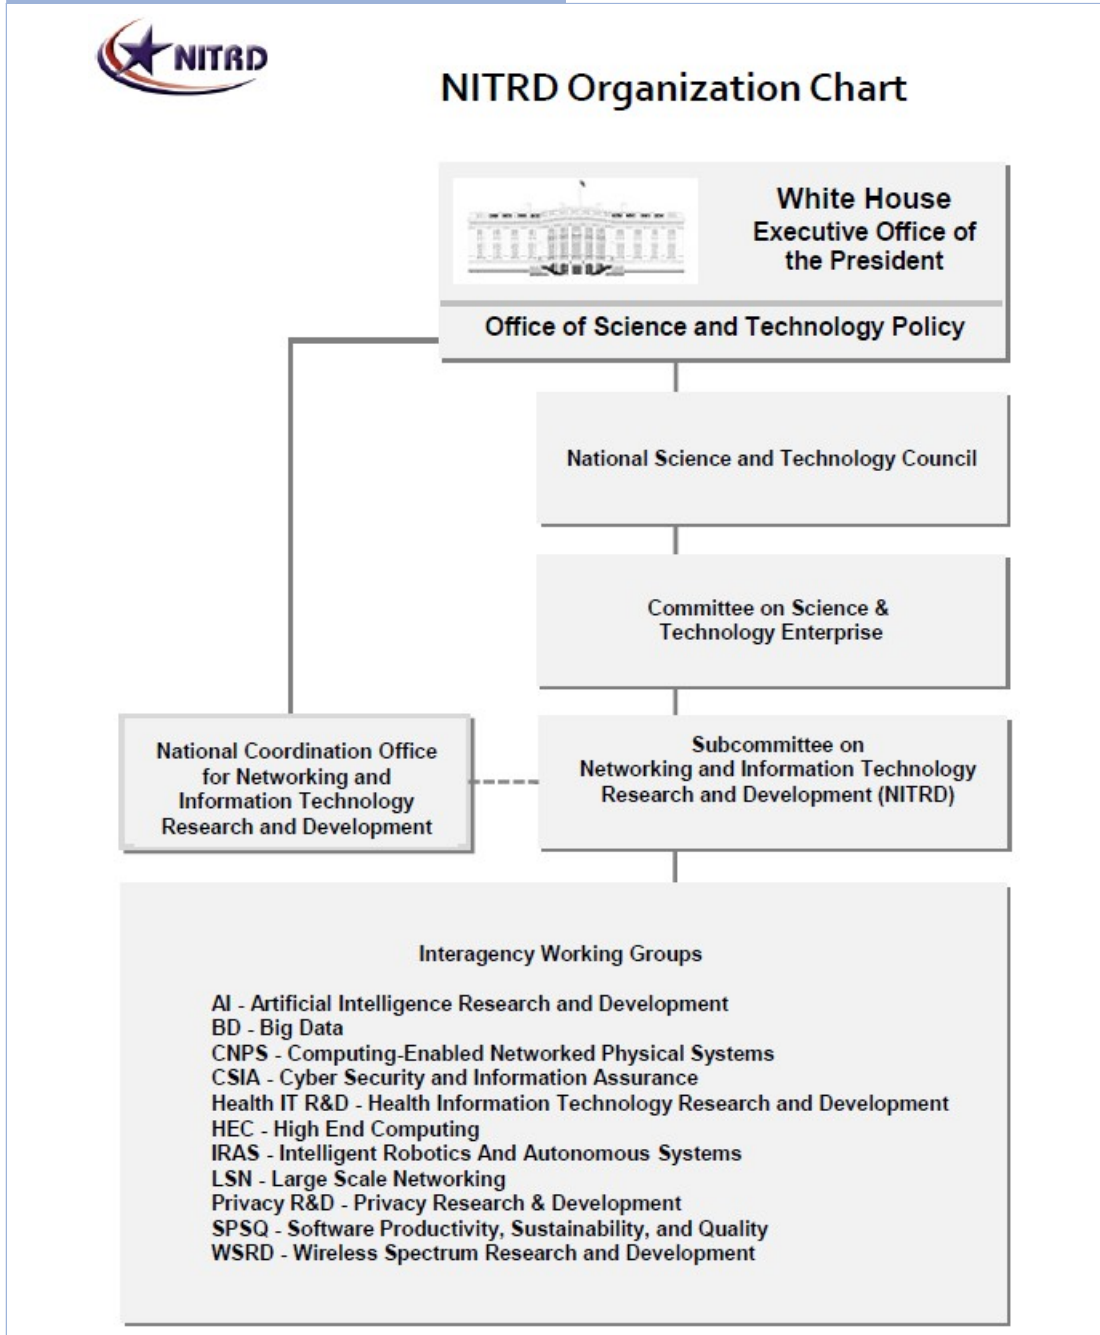 NITRD
NITRD Organization Chart
White House
Executive Office of
the President
Office of Science and Technology Policy
National Science and Technology Council
Committee on Science &
Technology Enterprise
National Coordination Office
for Networking and
Information Technology
Research and Development
Subcommittee on
Networking and Information Technology
Research and Development (NITRD)
Interagency Working Groups
AI - Artificial Intelligence Research and Development
BD - Big Data
CNPS - Computing-Enabled Networked Physical Systems
CSIA - Cyber Security and Information Assurance
Health IT R&D - Health Information Technology Research and Development
HEC - High End Computing
IRAS - Intelligent Robotics And Autonomous Systems
LSN - Large Scale Networking
Privacy R&D - Privacy Research & Development
SPSQ - Software Productivity, Sustainability, and Quality
WSRD - Wireless Spectrum Research and Development